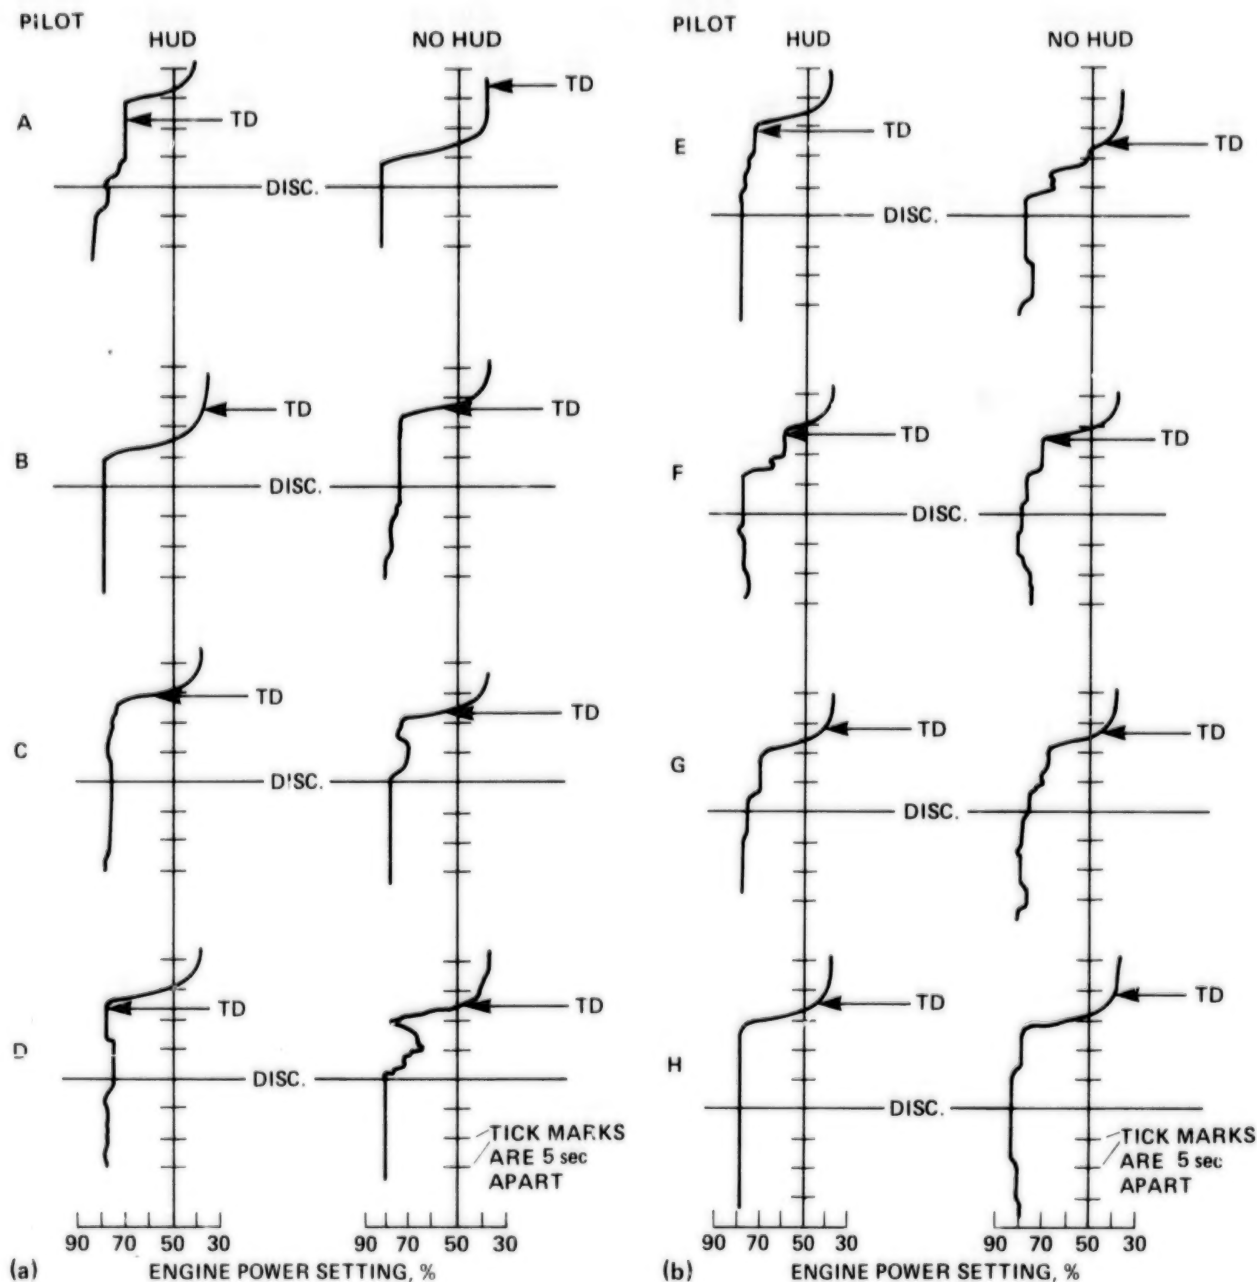 PILOT
HUD
NO HUD
A
TD
TD
DISC.
B
TD
TD
DISC.
C
TD
TD
DISC.
D
TD
TD
DISC.
TICK MARKS
ARE 5 sec
APART
90 70 50 30
90 70 50 30
(a) ENGINE POWER SETTING, %
PILOT
HUD
NO HUD
E
TD
TD
DISC.
F
TD
TD
DISC.
G
TD
TD
DISC.
H
TD
TD
DISC.
TICK MARKS
ARE 5 sec
APART
90 70 50 30
90 70 50 30
(b) ENGINE POWER SETTING, %